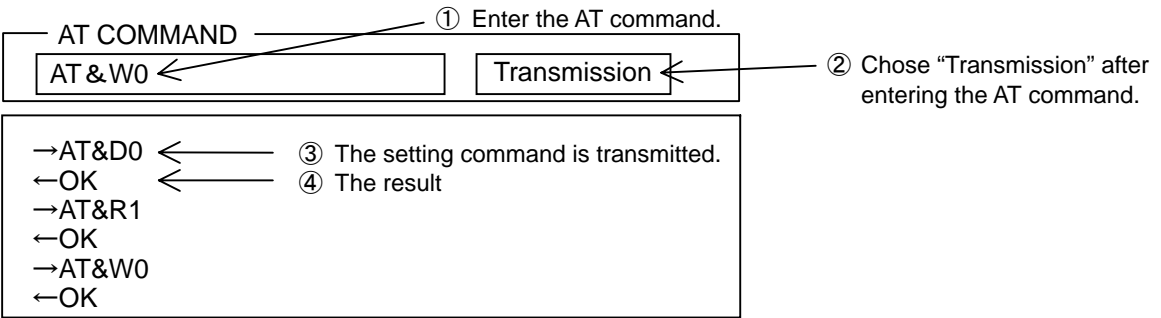 ① Enter the AT command.
AT COMMAND
AT&W0
Transmission
② Chose “Transmission” after
entering the AT command.
→AT&D0
③ The setting command is transmitted.
←OK
④ The result
→AT&R1
←OK
→AT&W0
←OK